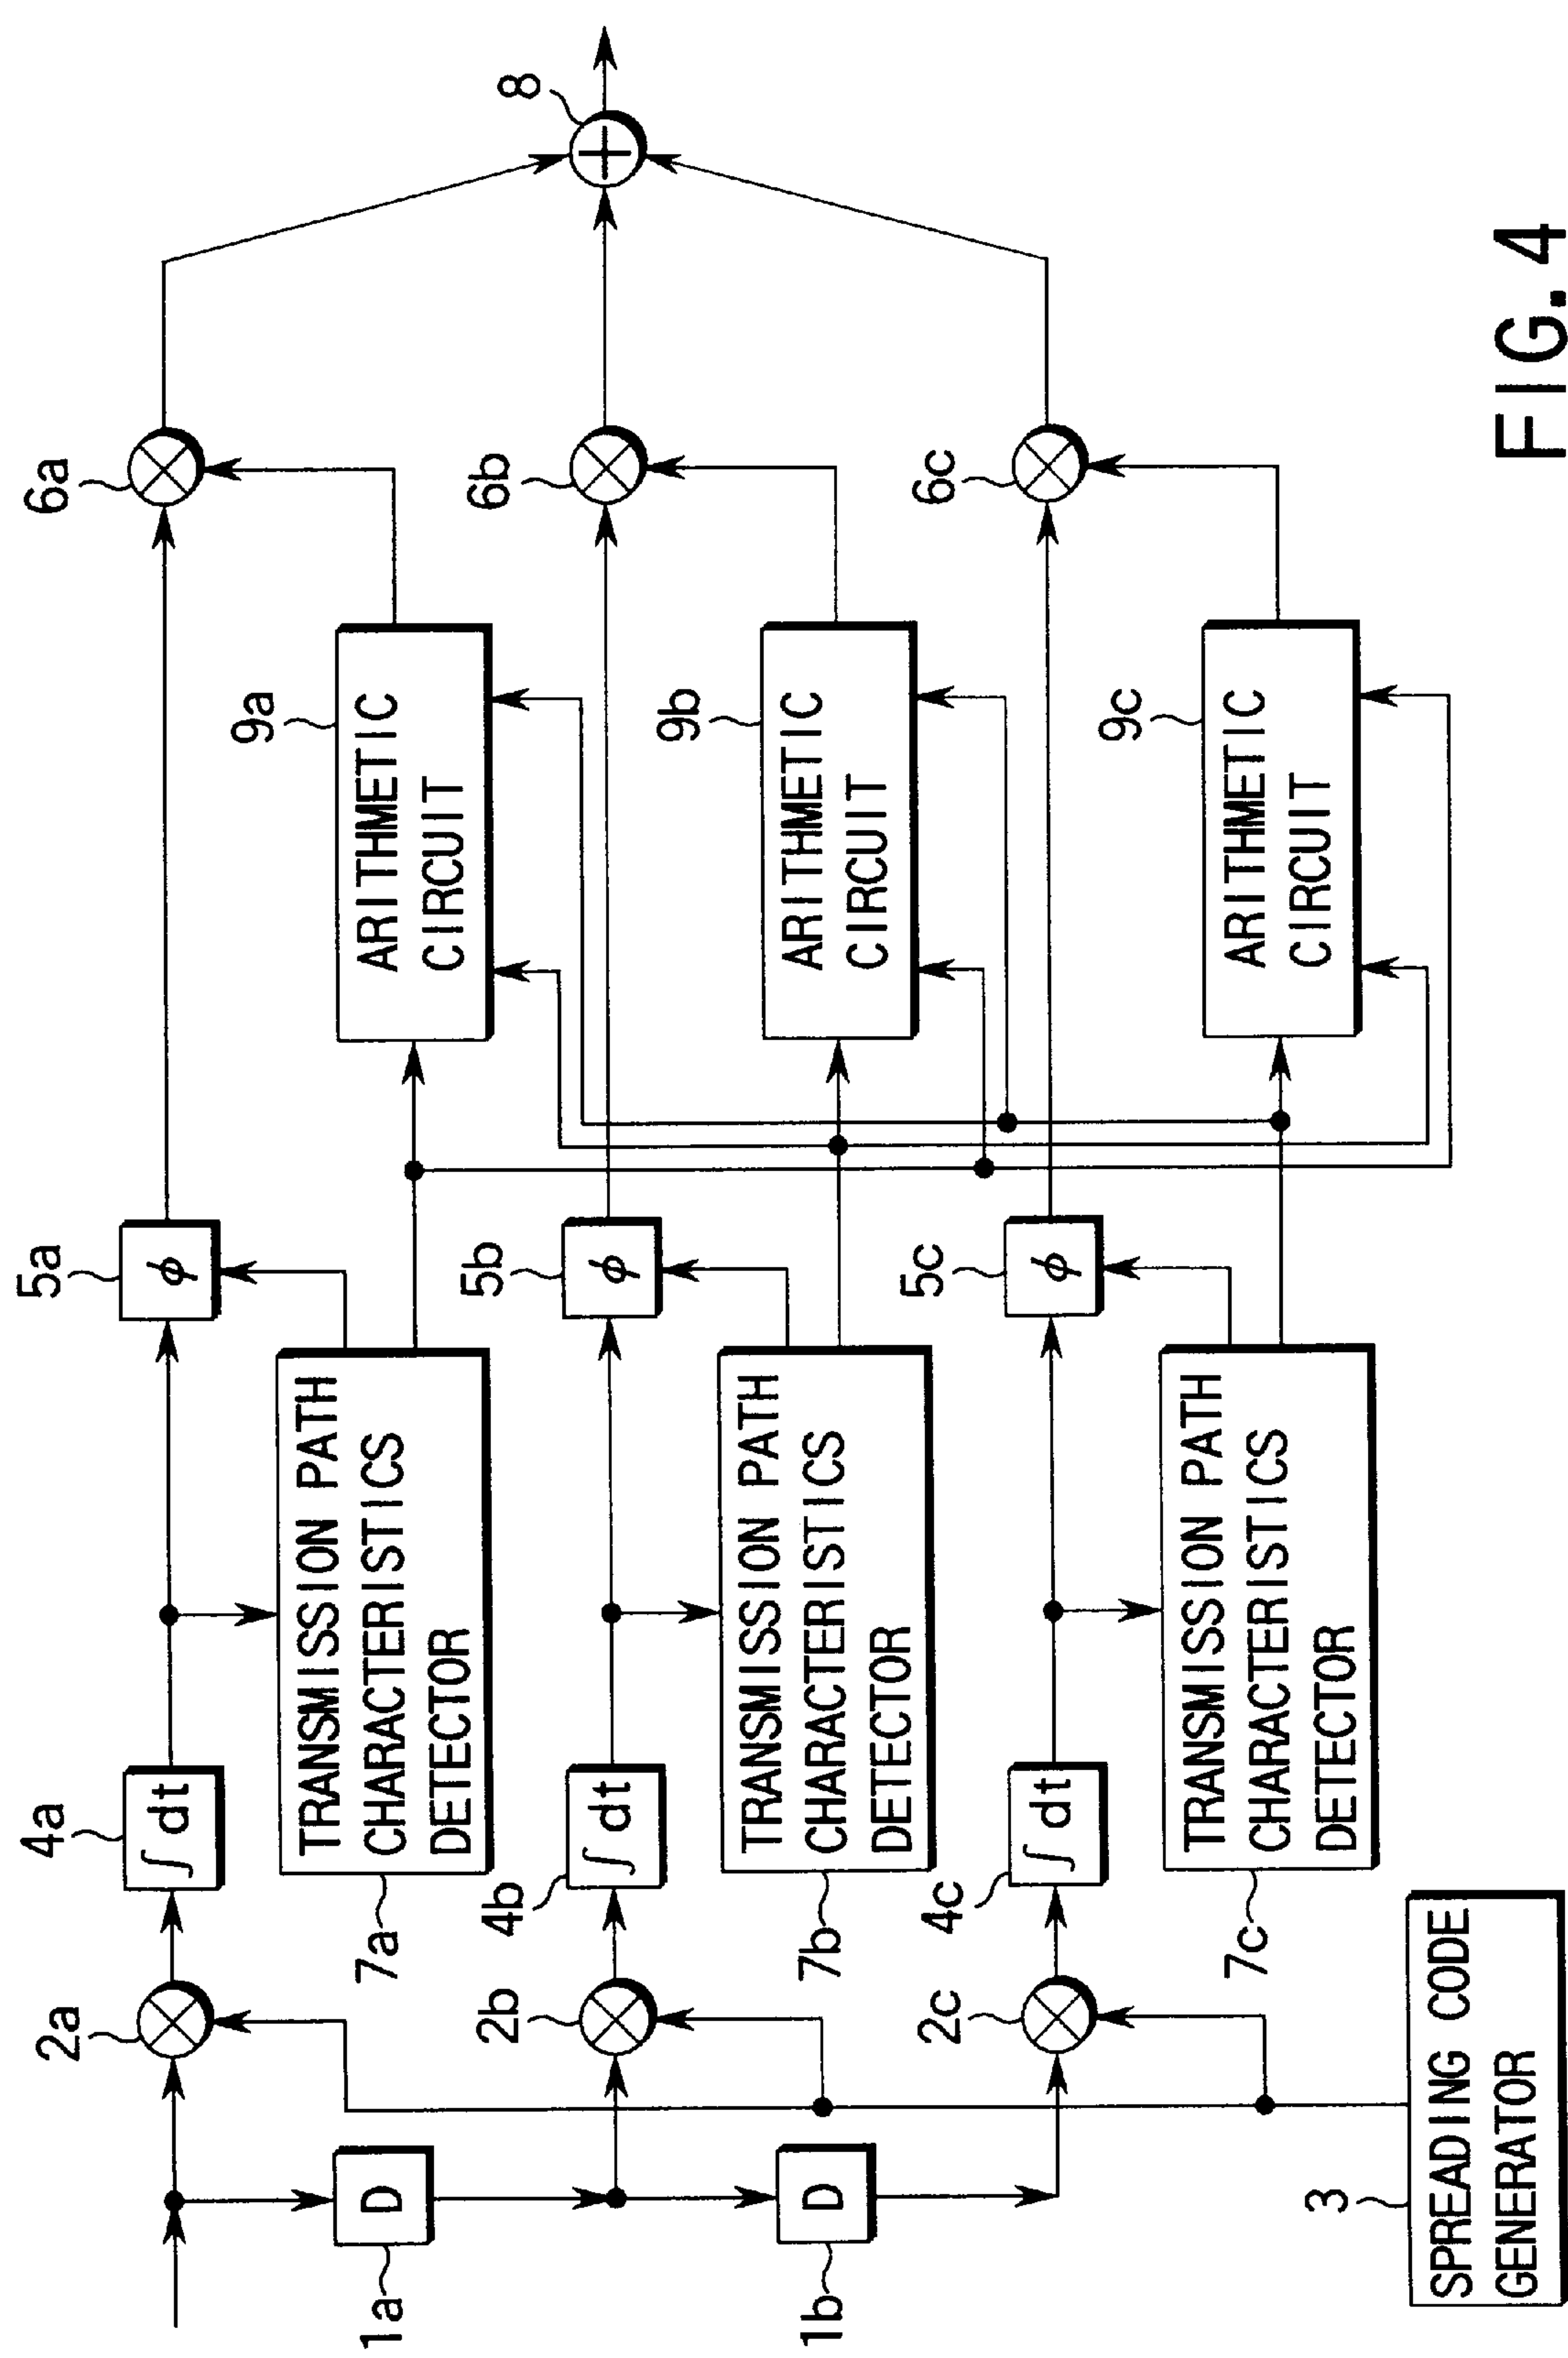 2a
4a
∫dt
5a
ϕ
6a
8
+
1a
D
7a
TRANSMISSION PATH
CHARACTERISTICS
DETECTOR
9a
ARITHMETIC
CIRCUIT
2b
4b
∫dt
5b
ϕ
6b
1b
D
7b
TRANSMISSION PATH
CHARACTERISTICS
DETECTOR
9b
ARITHMETIC
CIRCUIT
2c
4c
∫dt
5c
ϕ
6c
7c
TRANSMISSION PATH
CHARACTERISTICS
DETECTOR
9c
ARITHMETIC
CIRCUIT
3
SPREADING CODE
GENERATOR
FIG. 4